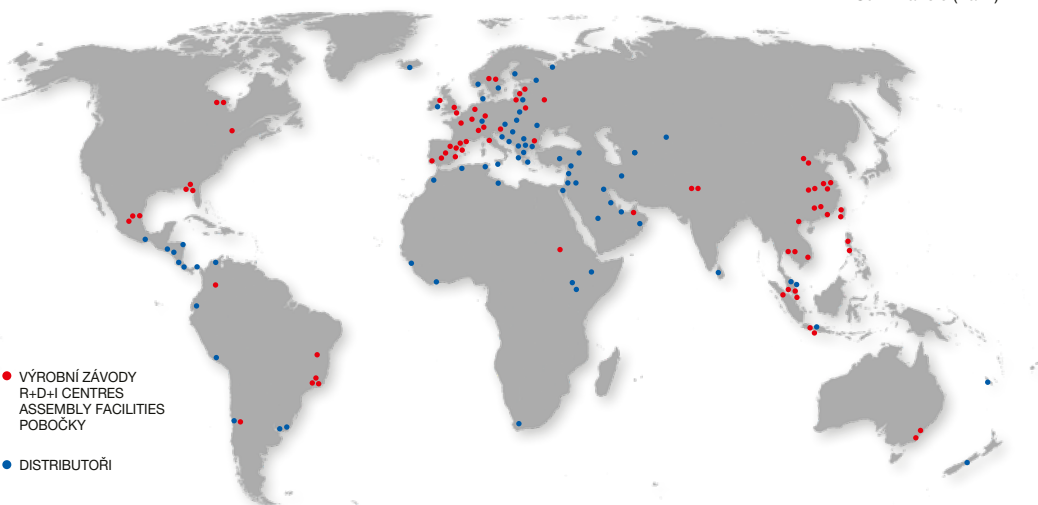 VÝROBNÍ ZÁVODY
R+D+I CENTRES
ASSEMBLY FACILITIES
POBOČKY
DISTRIBUTOŘI